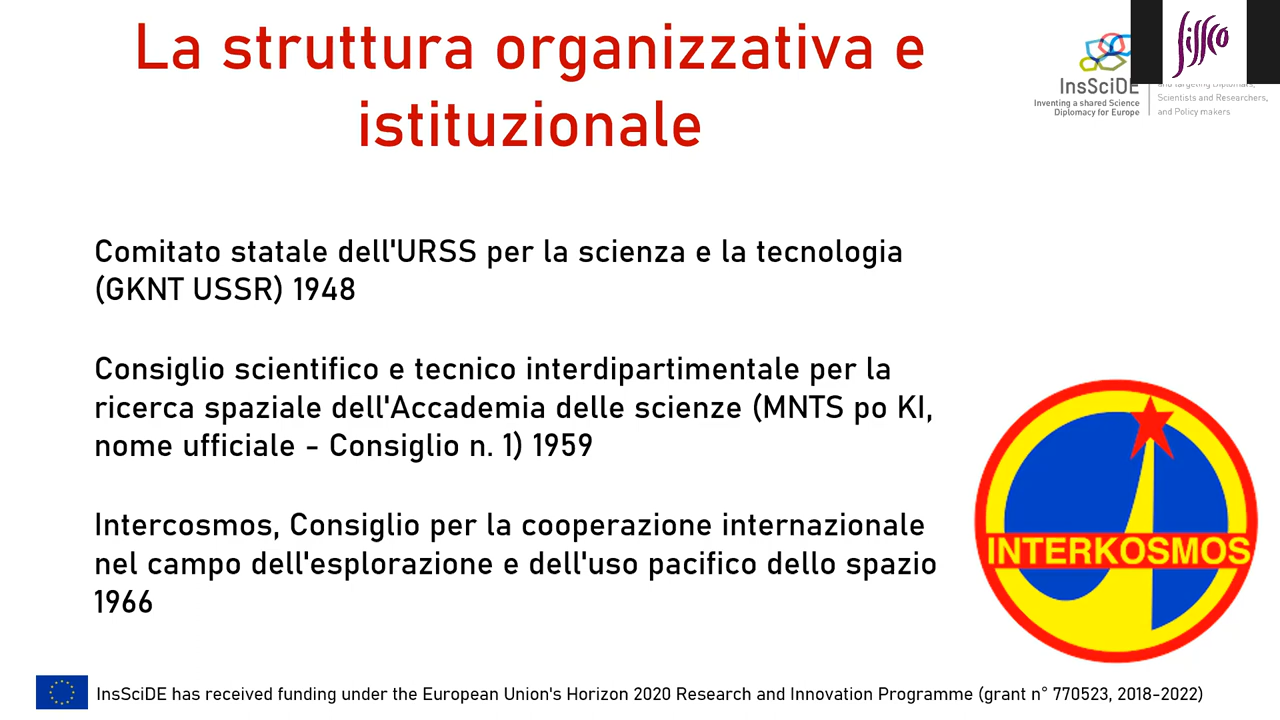 La struttura organizzativa e
istituzionale
InsSciDE
Inventing a shared Science
Diplomacy for Europe
Scientists and Researchers,
and Policy makers
sissco
Comitato statale dell'URSS per la scienza e la tecnologia
(GKNT USSR) 1948
Consiglio scientifico e tecnico interdipartimentale per la
ricerca spaziale dell'Accademia delle scienze (MNTS po KI,
nome ufficiale - Consiglio n. 1) 1959
Intercosmos, Consiglio per la cooperazione internazionale
nel campo dell'esplorazione e dell'uso pacifico dello spazio
1966
INTERKOSMOS
InsSciDE has received funding under the European Union's Horizon 2020 Research and Innovation Programme (grant n° 770523, 2018-2022)